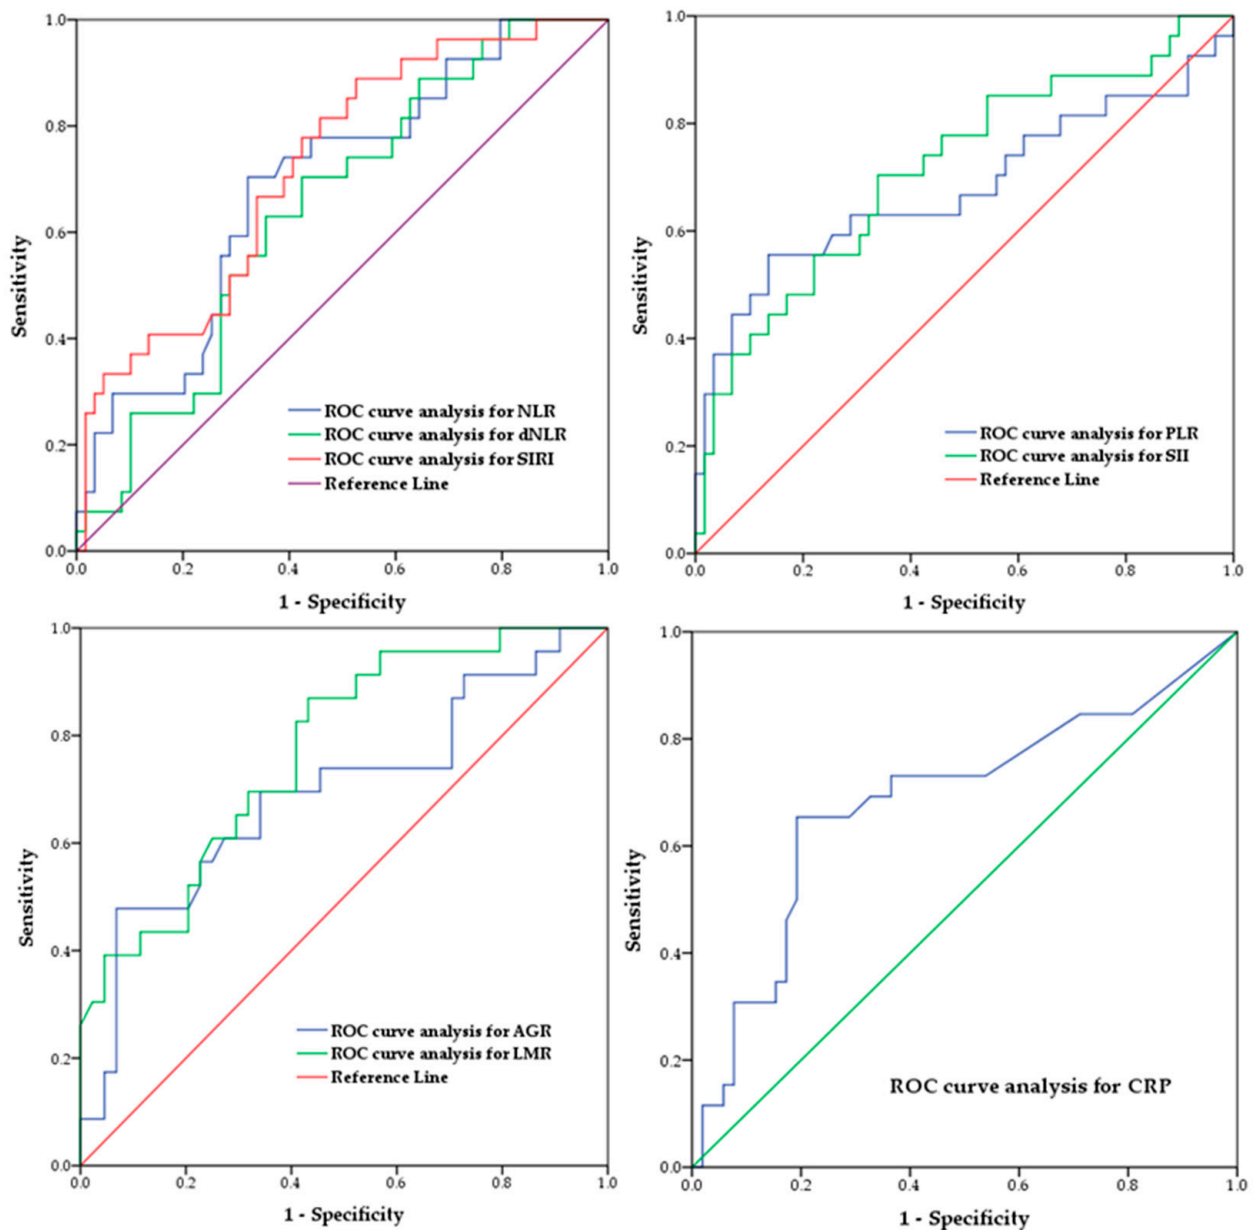 1.0
0.8
0.6
0.4
0.2
0.0
Sensitivity
ROC curve analysis for NLR
ROC curve analysis for dNLR
ROC curve analysis for SIRI
Reference Line
0.0 0.2 0.4 0.6 0.8 1.0
1 - Specificity
1.0
0.8
0.6
0.4
0.2
0.0
Sensitivity
ROC curve analysis for PLR
ROC curve analysis for SII
Reference Line
0.0 0.2 0.4 0.6 0.8 1.0
1 - Specificity
1.0
0.8
0.6
0.4
0.2
0.0
Sensitivity
ROC curve analysis for AGR
ROC curve analysis for LMR
Reference Line
0.0 0.2 0.4 0.6 0.8 1.0
1 - Specificity
1.0
0.8
0.6
0.4
0.2
0.0
Sensitivity
ROC curve analysis for CRP
0.0 0.2 0.4 0.6 0.8 1.0
1 - Specificity